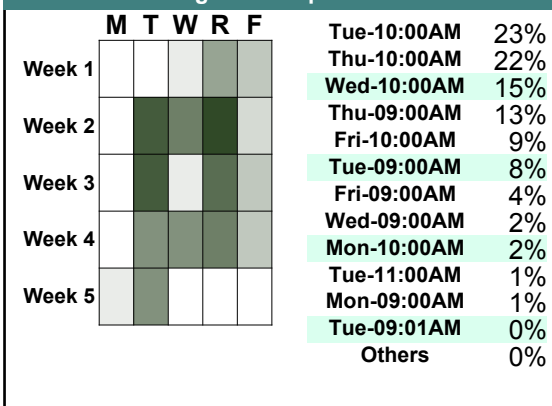 M T W R F
Week 1
Week 2
Week 3
Week 4
Week 5
Tue-10:00AM 23%
Thu-10:00AM 22%
Wed-10:00AM 15%
Thu-09:00AM 13%
Fri-10:00AM 9%
Tue-09:00AM 8%
Fri-09:00AM 4%
Wed-09:00AM 2%
Mon-10:00AM 2%
Tue-11:00AM 1%
Mon-09:00AM 1%
Tue-09:01AM 0%
Others 0%